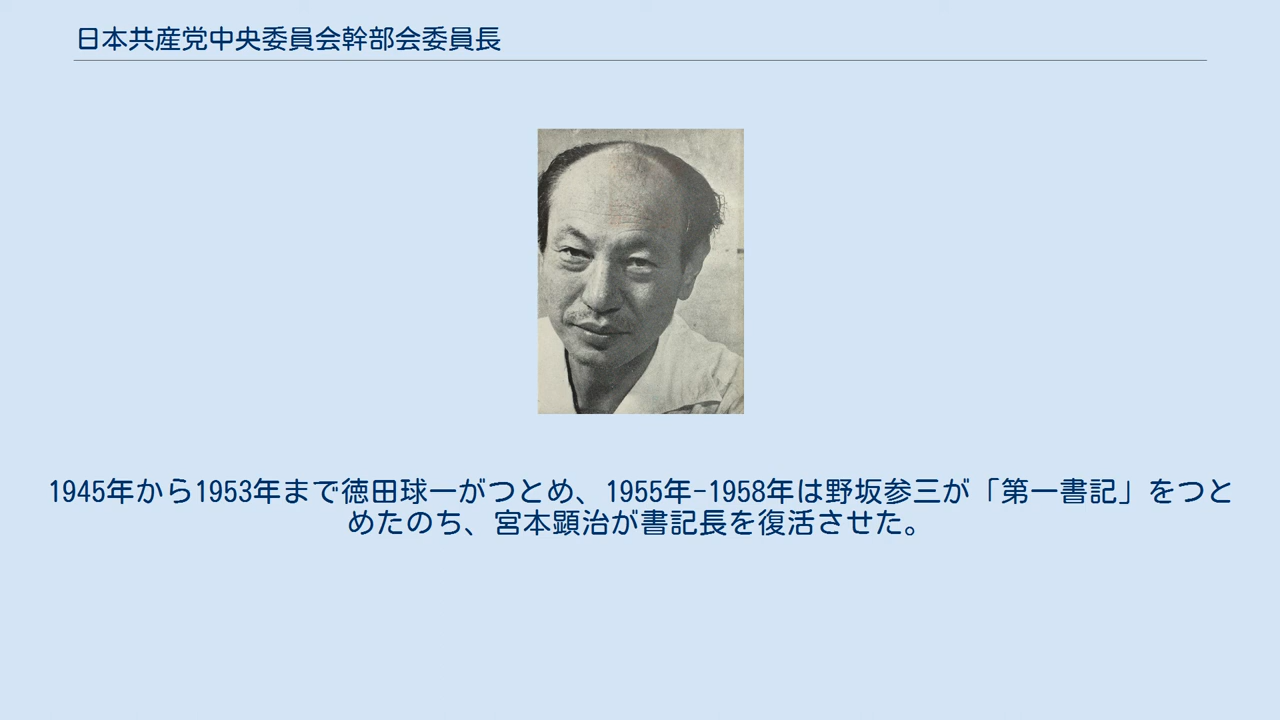 日本共産党中央委員会幹部会委員長
1945年から1953年まで徳田球一がつとめ、1955年-1958年は野坂参三が「第一書記」をつと
めたのち、宮本顕治が書記長を復活させた。